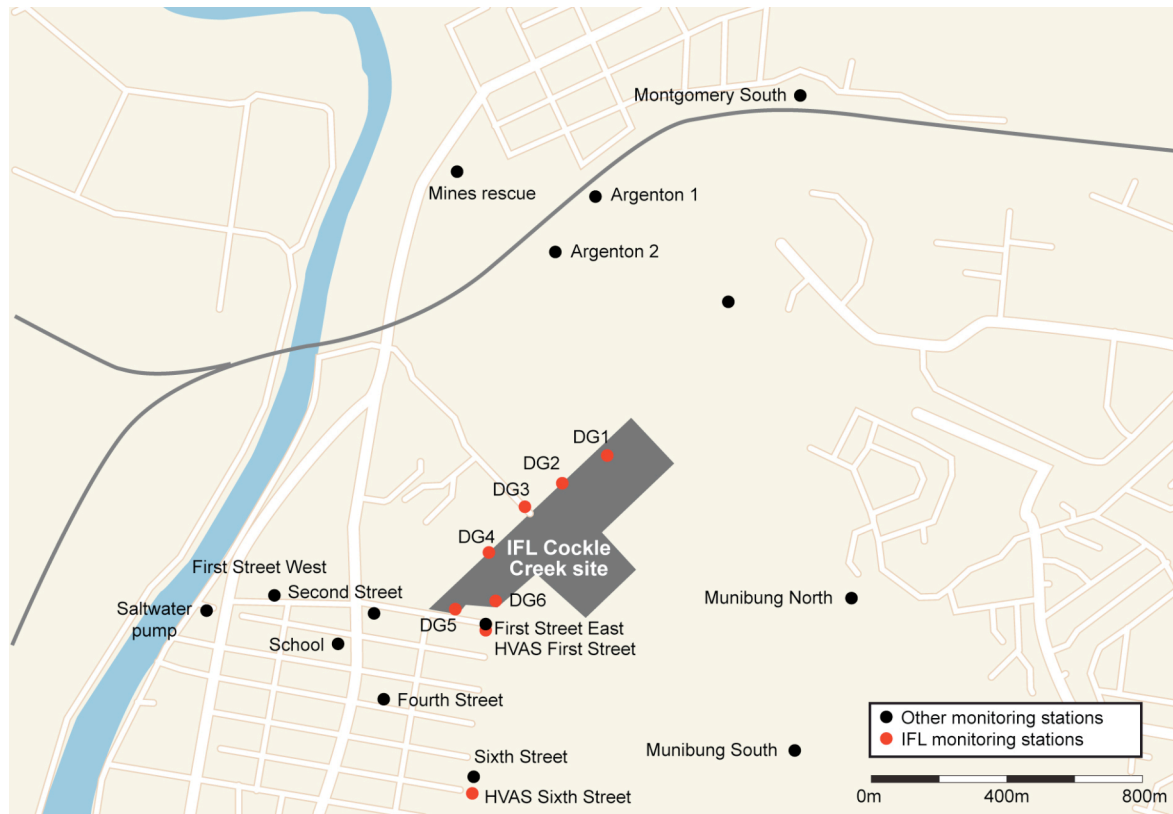 Montgomery South
Mines rescue
Argenton 1
Argenton 2
DG1
DG2
DG3
DG4
IFL Cockle
Creek site
First Street West
Second Street
DG6
Munibung North
Saltwater
pump
DG5
First Street East
HVAS First Street
School
Fourth Street
Other monitoring stations
IFL monitoring stations
Munibung South
Sixth Street
HVAS Sixth Street
0m
400m
800m